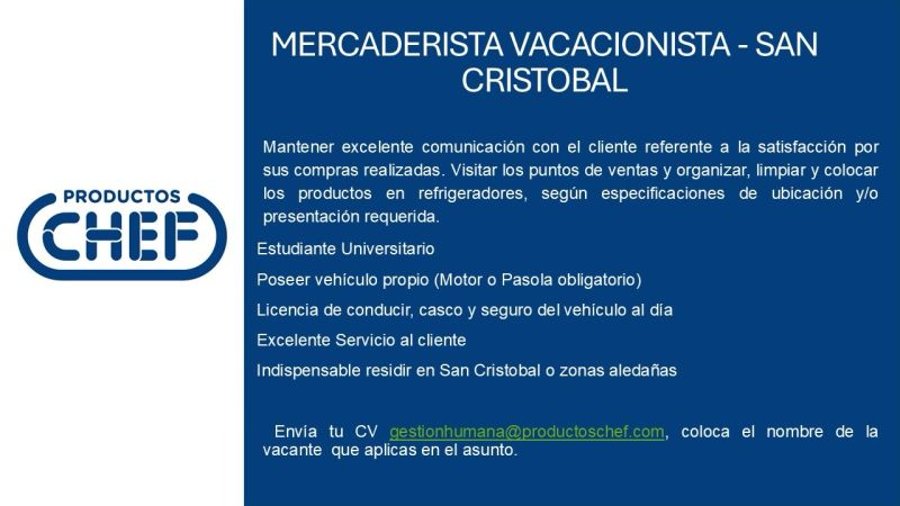 MERCADERISTA VACACIONISTA - SAN
CRISTOBAL
Mantener excelente comunicación con el cliente referente a la satisfacción por
sus compras realizadas. Visitar los puntos de ventas y organizar, limpiar y colocar
los productos en refrigeradores, según especificaciones de ubicación y/o
presentación requerida.
PRODUCTOS
CHEF
Estudiante Universitario
Poseer vehículo propio (Motor o Pasola obligatorio)
Licencia de conducir, casco y seguro del vehículo al día
Excelente Servicio al cliente
Indispensable residir en San Cristobal o zonas aledañas
Envía tu CV gestionhumana@productoschef.com, coloca el nombre de la
vacante que aplicas en el asunto.